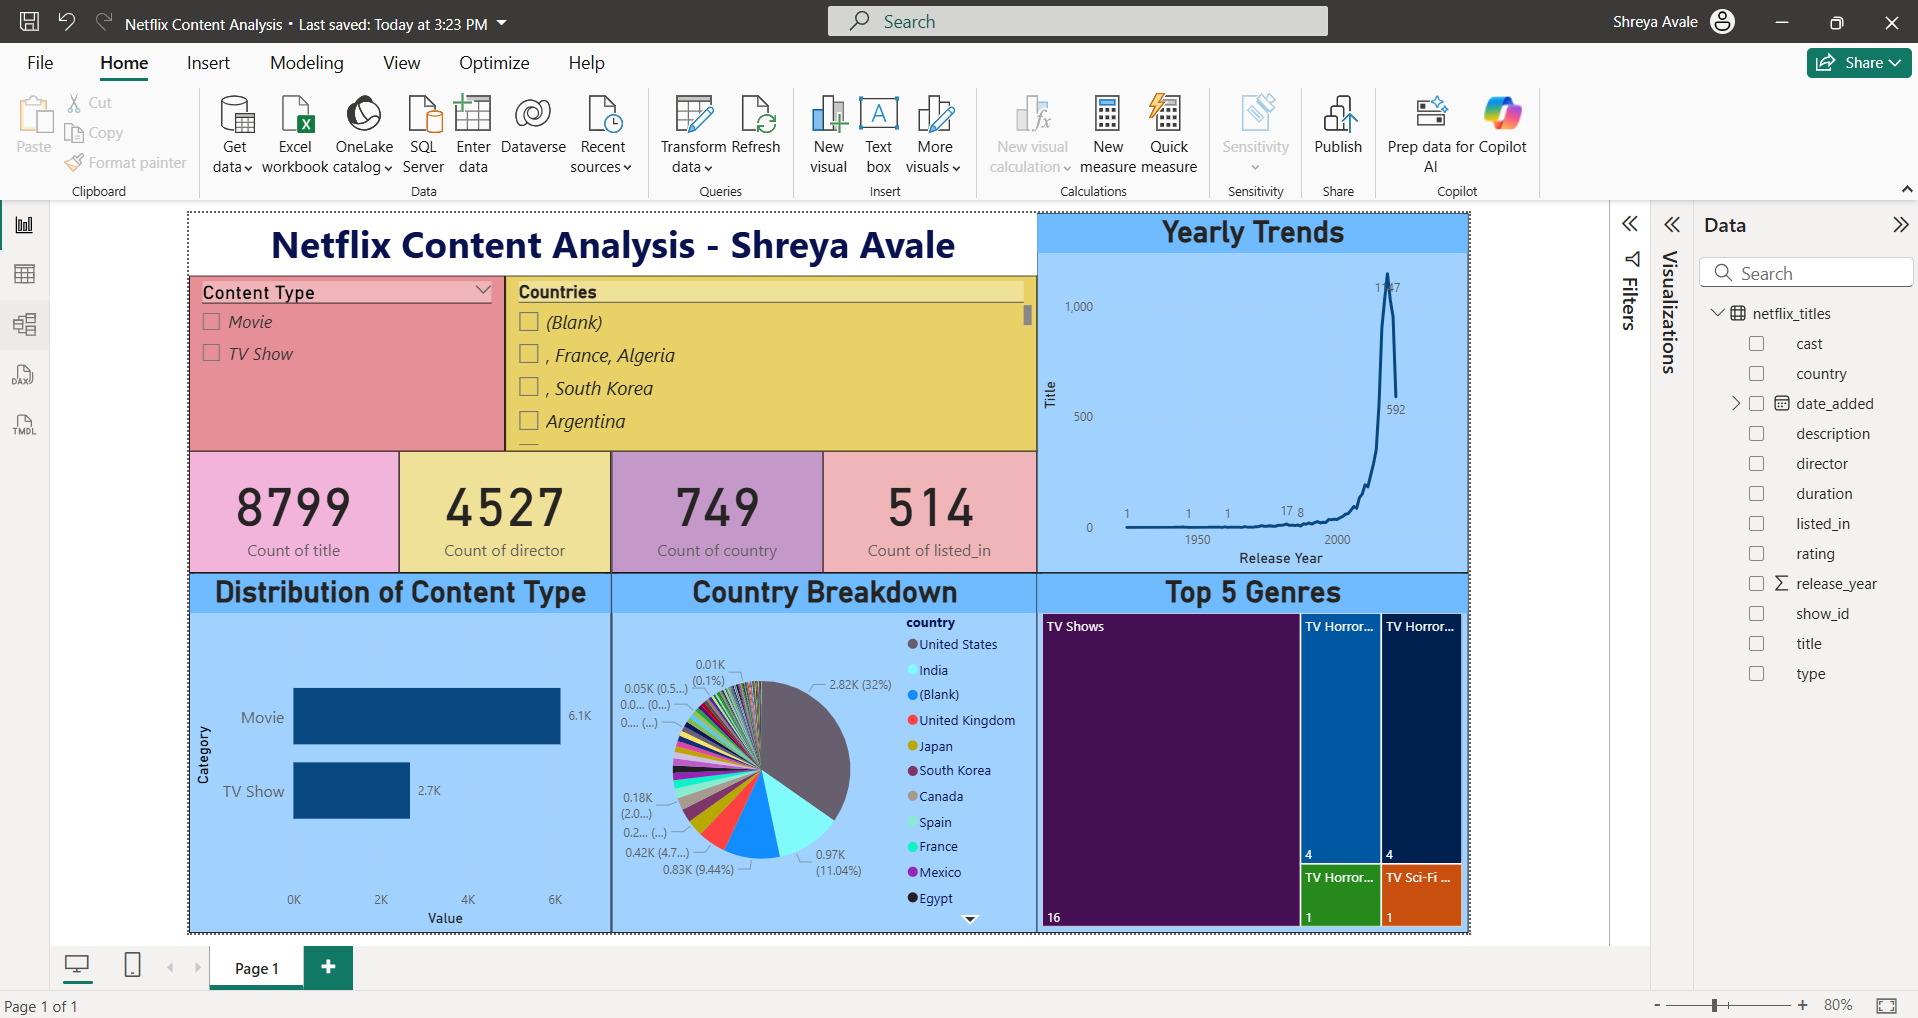 Netflix Content Analysis • Last saved: Today at 3:23 PM
Search
Shreya Avale
File
Home
Insert
Modeling
View
Optimize
Help
Share
Paste
Cut
Copy
Format painter
Clipboard
Get data
Excel workbook
OneLake catalog
SQL Server
Enter data
Dataverse
Recent sources
Data
Transform data
Refresh
Queries
New visual
Text box
A
More visuals
Insert
New visual calculation
New measure
Quick measure
Calculations
Sensitivity
Sensitivity
Publish
Share
Prep data for AI
Copilot
Copilot
DAX
TMDL
Netflix Content Analysis - Shreya Avale
Content Type
Movie
TV Show
Countries
(Blank)
, France, Algeria
, South Korea
Argentina
8799
Count of title
4527
Count of director
749
Count of country
514
Count of listed_in
Yearly Trends
Title
1,000
500
0
1147
592
1
1
1
17
8
1950
2000
Release Year
Distribution of Content Type
Category
Movie
6.1K
TV Show
2.7K
0K
2K
4K
6K
Value
Country Breakdown
0.01K
(0.1%)
0.05K (0.5...)
0.0... (0...)
0.... (...)
0.18K
(2.0...)
0.2... (...)
0.42K (4.7...)
0.83K (9.44%)
0.97K
(11.04%)
2.82K (32%)
country
United States
India
(Blank)
United Kingdom
Japan
South Korea
Canada
Spain
France
Mexico
Egypt
Top 5 Genres
TV Shows
16
TV Horror...
4
TV Horror...
4
TV Horror...
1
TV Sci-Fi ...
1
Filters
Visualizations
Data
Search
netflix_titles
cast
country
date_added
description
director
duration
listed_in
rating
release_year
show_id
title
type
Page 1
Page 1 of 1
80%